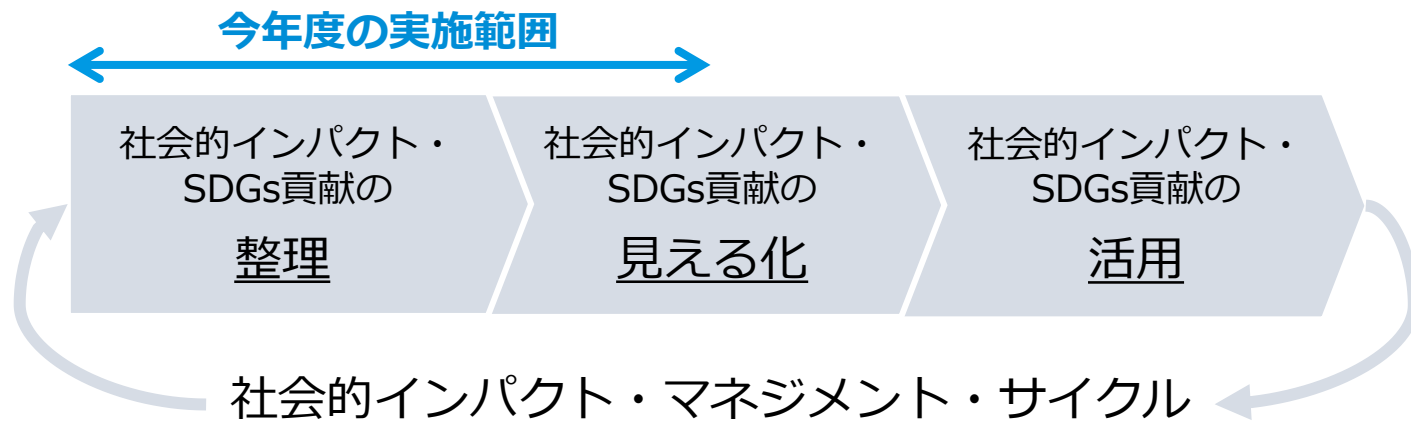 今年度の実施範囲
社会的インパクト・
SDGs貢献の
整理
社会的インパクト・
SDGs貢献の
見える化
社会的インパクト・
SDGs貢献の
活用
社会的インパクト・マネジメント・サイクル